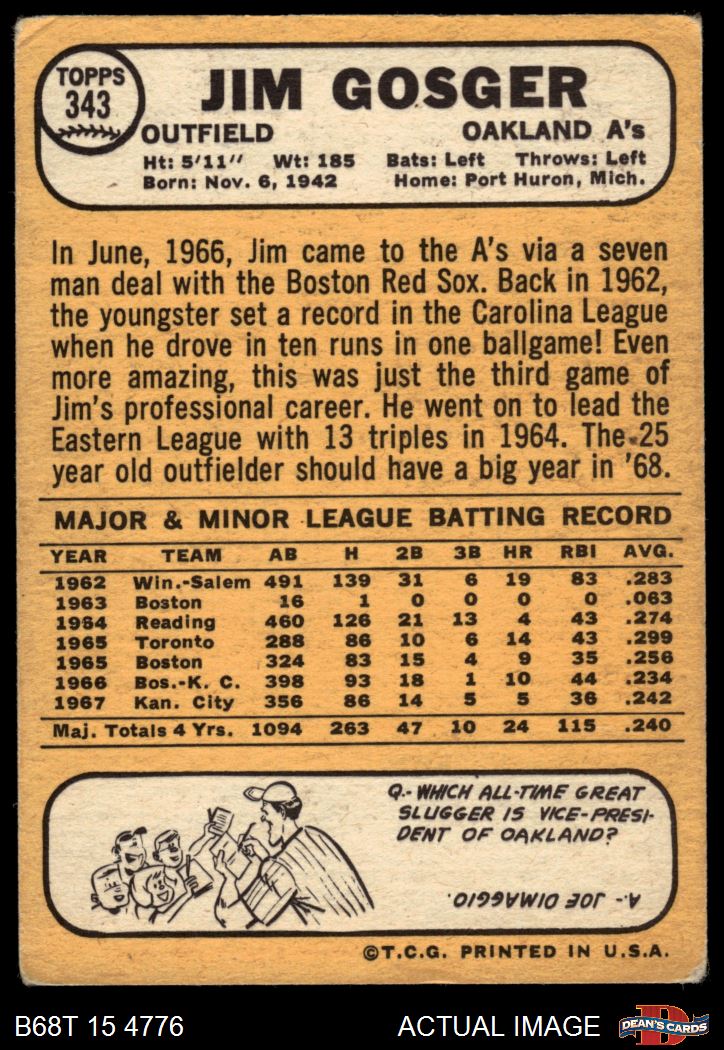 TOPPS
343
JIM GOSGER
OUTFIELD OAKLAND A's
Ht: 5'11" Wt: 185 Bats: Left Throws: Left
Born: Nov. 6, 1942 Home: Port Huron, Mich.
In June, 1966, Jim came to the A's via a seven
man deal with the Boston Red Sox. Back in 1962,
the youngster set a record in the Carolina League
when he drove in ten runs in one ballgame! Even
more amazing, this was just the third game of
Jim's professional career. He went on to lead the
Eastern League with 13 triples in 1964. The 25
year old outfielder should have a big year in '68.
MAJOR & MINOR LEAGUE BATTING RECORD
YEAR TEAM AB H 2B 3B HR RBI AVG.
1962 Win.-Salem 491 139 31 6 19 83 .283
1963 Boston 16 1 0 0 0 0 .063
1964 Reading 460 126 21 13 4 43 .274
1965 Toronto 288 86 10 6 14 43 .299
1965 Boston 324 83 15 4 9 35 .256
1966 Bos.-K. C. 398 93 18 1 10 44 .234
1967 Kan. City 356 86 14 5 5 36 .242
Maj. Totals 4 Yrs. 1094 263 47 10 24 115 .240
Q.- WHICH ALL-TIME GREAT
SLUGGER IS VICE-PRESI-
DENT OF OAKLAND?
A.- JOE DIMAGGIO.
©T.C.G. PRINTED IN U.S.A.
B68T 15 4776 ACTUAL IMAGE D DEAN'S CARDS